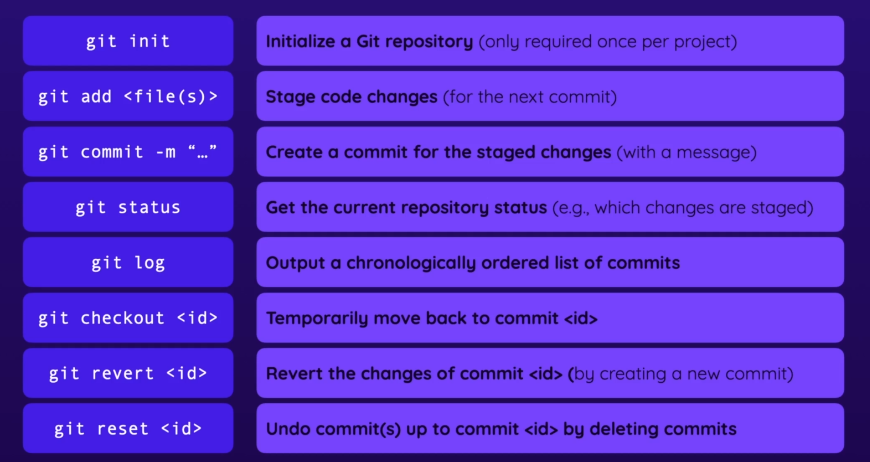 git init
Initialize a Git repository (only required once per project)
git add <file(s)>
Stage code changes (for the next commit)
git commit -m “…”
Create a commit for the staged changes (with a message)
git status
Get the current repository status (e.g., which changes are staged)
git log
Output a chronologically ordered list of commits
git checkout <id>
Temporarily move back to commit <id>
git revert <id>
Revert the changes of commit <id> (by creating a new commit)
git reset <id>
Undo commit(s) up to commit <id> by deleting commits